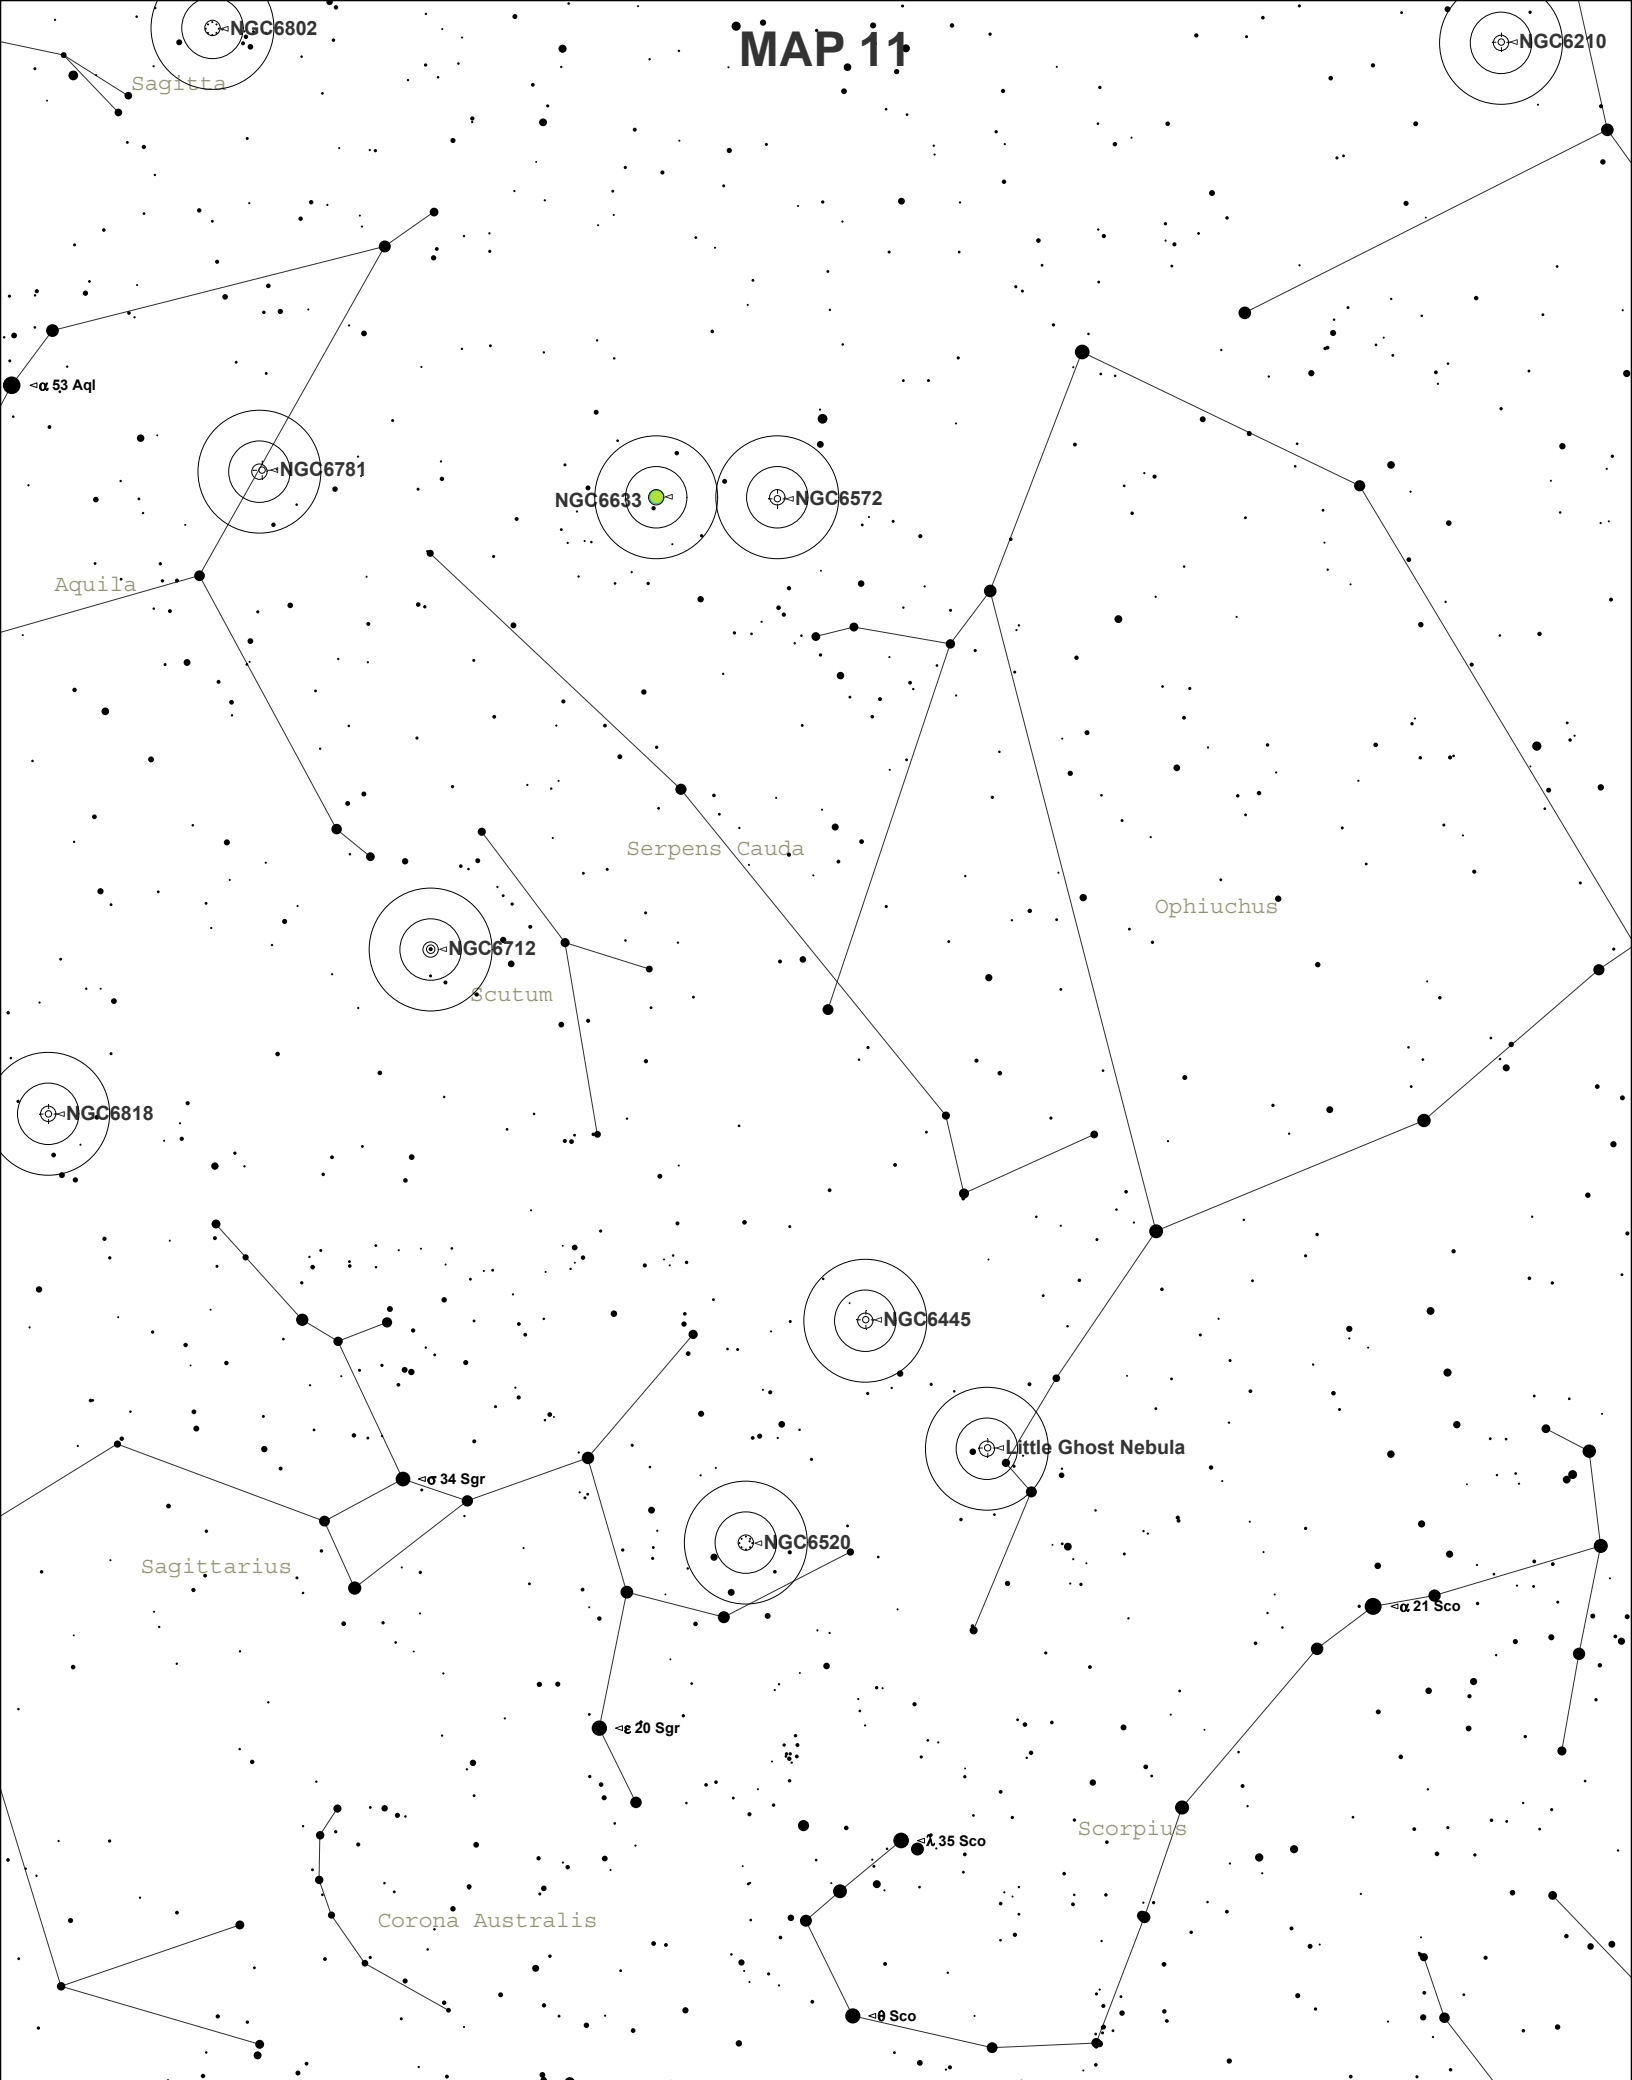 MAP 11
NGC6802
NGC6210
Sagitta
α 53 Aql
NGC6781
NGC6633
NGC6572
Aquila
Serpens Cauda
Ophiuchus
NGC6712
Scutum
NGC6818
NGC6445
Little Ghost Nebula
σ 34 Sgr
NGC6520
Sagittarius
α 21 Sco
ε 20 Sgr
Scorpius
λ 35 Sco
Corona Australis
θ Sco